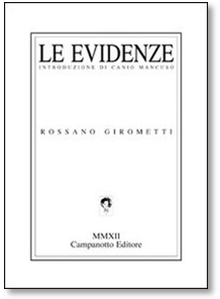 LE EVIDENZE
INTRODUZIONE DI CANIO MANCUSO
ROSSANO GIROMETTI
MMXII
Campanotto Editore